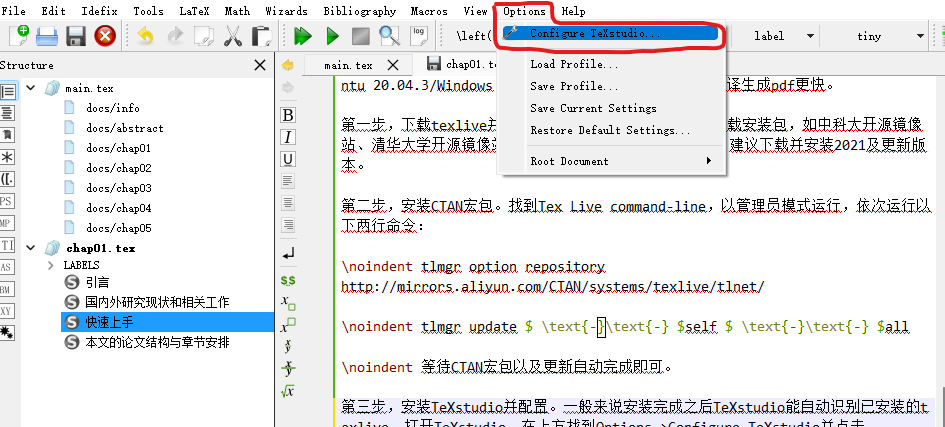 File Edit Idefix Tools LaTeX Math Wizards Bibliography Macros View Options Help
\left( label tiny
Configure TeXstudio...
Load Profile...
Save Profile...
Save Current Settings
Restore Default Settings...
Root Document
Structure
main.tex
docs/info
docs/abstract
docs/chap01
docs/chap02
docs/chap03
docs/chap04
docs/chap05
chap01.tex
LABELS
引言
国内外研究现状和相关工作
快速上手
本文的论文结构与章节安排
main.tex chap01.te
ntu 20.04.3/Windows 译生成pdf更快。
第一步，下载texlive并 载安装包，如中科大开源镜像
站、清华大学开源镜像站 建议下载并安装2021及更新版
本。
第二步，安装CTAN宏包。找到Tex Live command-line，以管理员模式运行，依次运行以
下两行命令：
\noindent tlmgr option repository
http://mirrors.aliyun.com/CTAN/systems/texlive/tlnet/
\noindent tlmgr update $ \text{-}\text{-} $self $ \text{-}\text{-} $all
\noindent 等待CTAN宏包以及更新自动完成即可。
第三步，安装TeXstudio并配置。一般来说安装完成之后TeXstudio能自动识别已安装的t
exlive，打开TeXstudio，在上方找到Options->Configure TeXstudio并点击